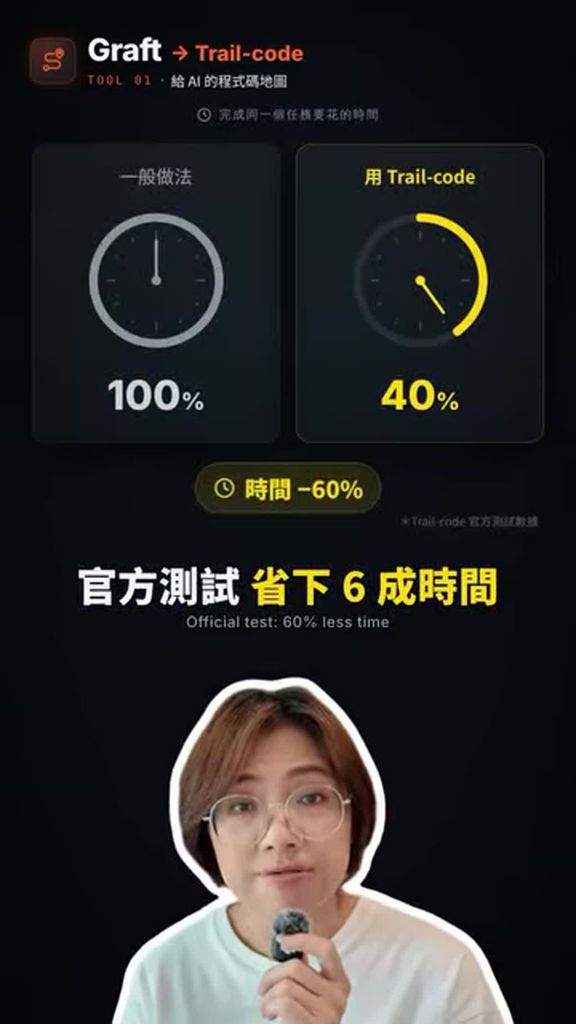 Graft → Trail-code
TOOL 01 · 給 AI 的程式碼地圖
完成同一個任務要花的時間
一般做法
用 Trail-code
100%
40%
時間 −60%
＊Trail-code 官方測試數據
官方測試 省下 6 成時間
Official test: 60% less time